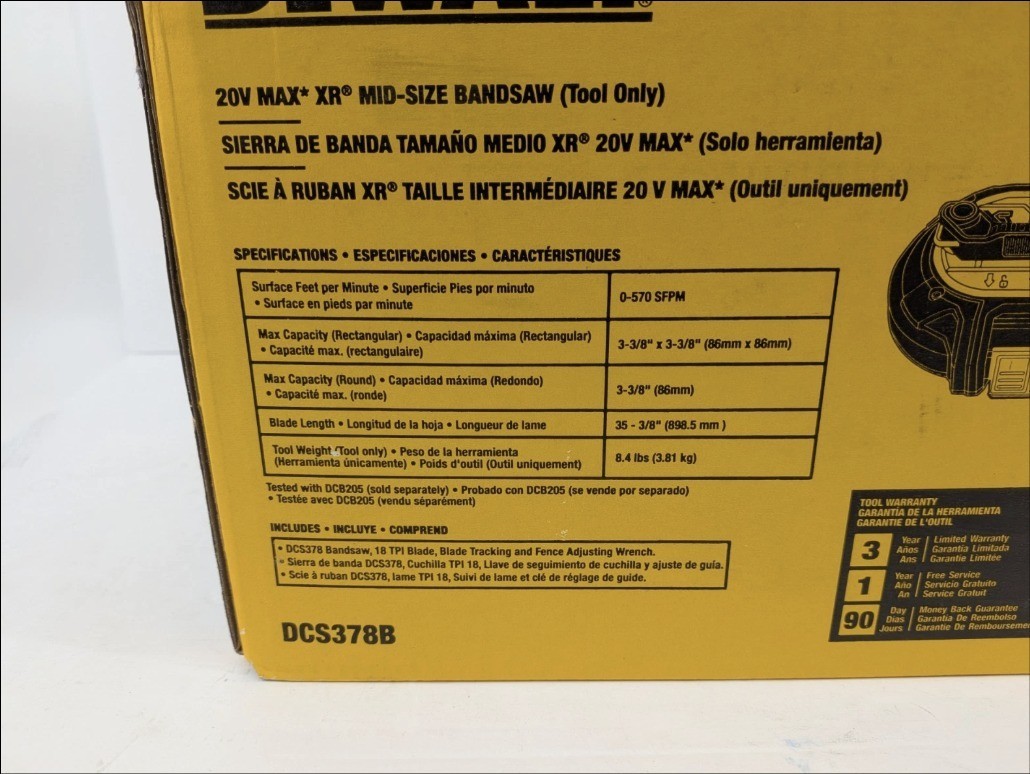 DEWALT®
20V MAX* XR® MID-SIZE BANDSAW (Tool Only)
SIERRA DE BANDA TAMAÑO MEDIO XR® 20V MAX* (Solo herramienta)
SCIE À RUBAN XR® TAILLE INTERMÉDIAIRE 20 V MAX* (Outil uniquement)
SPECIFICATIONS • ESPECIFICACIONES • CARACTÉRISTIQUES
Surface Feet per Minute • Superficie Pies por minuto
• Surface en pieds par minute
0-570 SFPM
Max Capacity (Rectangular) • Capacidad máxima (Rectangular)
• Capacité max. (rectangulaire)
3-3/8" x 3-3/8" (86mm x 86mm)
Max Capacity (Round) • Capacidad máxima (Redondo)
• Capacité max. (ronde)
3-3/8" (86mm)
Blade Length • Longitud de la hoja • Longueur de lame
35 - 3/8" (898.5 mm )
Tool Weight (Tool only) • Peso de la herramienta
(Herramienta únicamente) • Poids d'outil (Outil uniquement)
8.4 lbs (3.81 kg)
Tested with DCB205 (sold separately) • Probado con DCB205 (se vende por separado)
• Testée avec DCB205 (vendu séparément)
INCLUDES • INCLUYE • COMPREND
• DCS378 Bandsaw, 18 TPI Blade, Blade Tracking and Fence Adjusting Wrench.
• Sierra de banda DCS378, Cuchilla TPI 18, Llave de seguimiento de cuchilla y ajuste de guía.
• Scie à ruban DCS378, lame TPI 18, Suivi de lame et clé de réglage de guide.
DCS378B
TOOL WARRANTY
GARANTÍA DE LA HERRAMIENTA
GARANTIE DE L'OUTIL
3
Year Limited Warranty
Años Garantía Limitada
Ans Garantie Limitée
1
Year Free Service
Año Servicio Gratuito
An Service Gratuit
90
Day Money Back Guarantee
Días Garantía De Reembolso
Jours Garantie De Remboursement